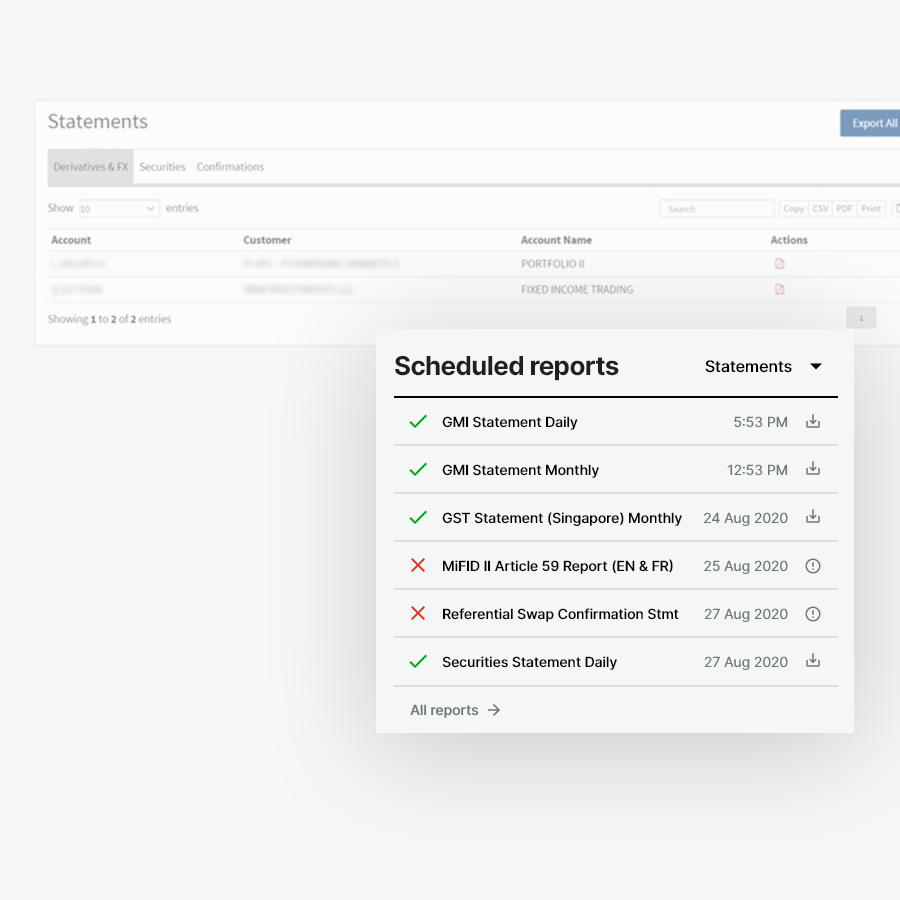 Statements
Export All
Derivatives & FX Securities Confirmations
Show 10 entries
Search Copy CSV PDF Print
Account Customer Account Name Actions
PORTFOLIO II
FIXED INCOME TRADING
Showing 1 to 2 of 2 entries
1
Scheduled reports Statements
GMI Statement Daily 5:53 PM
GMI Statement Monthly 12:53 PM
GST Statement (Singapore) Monthly 24 Aug 2020
MiFID II Article 59 Report (EN & FR) 25 Aug 2020
Referential Swap Confirmation Stmt 27 Aug 2020
Securities Statement Daily 27 Aug 2020
All reports